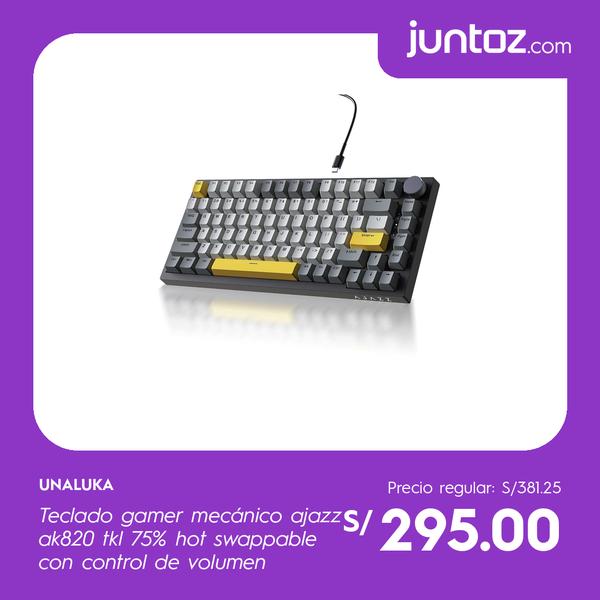 juntoz.com
AJAZZ
UNALUKA
Precio regular: S/381.25
Teclado gamer mecánico ajazz
ak820 tkl 75% hot swappable
con control de volumen
S/ 295.00